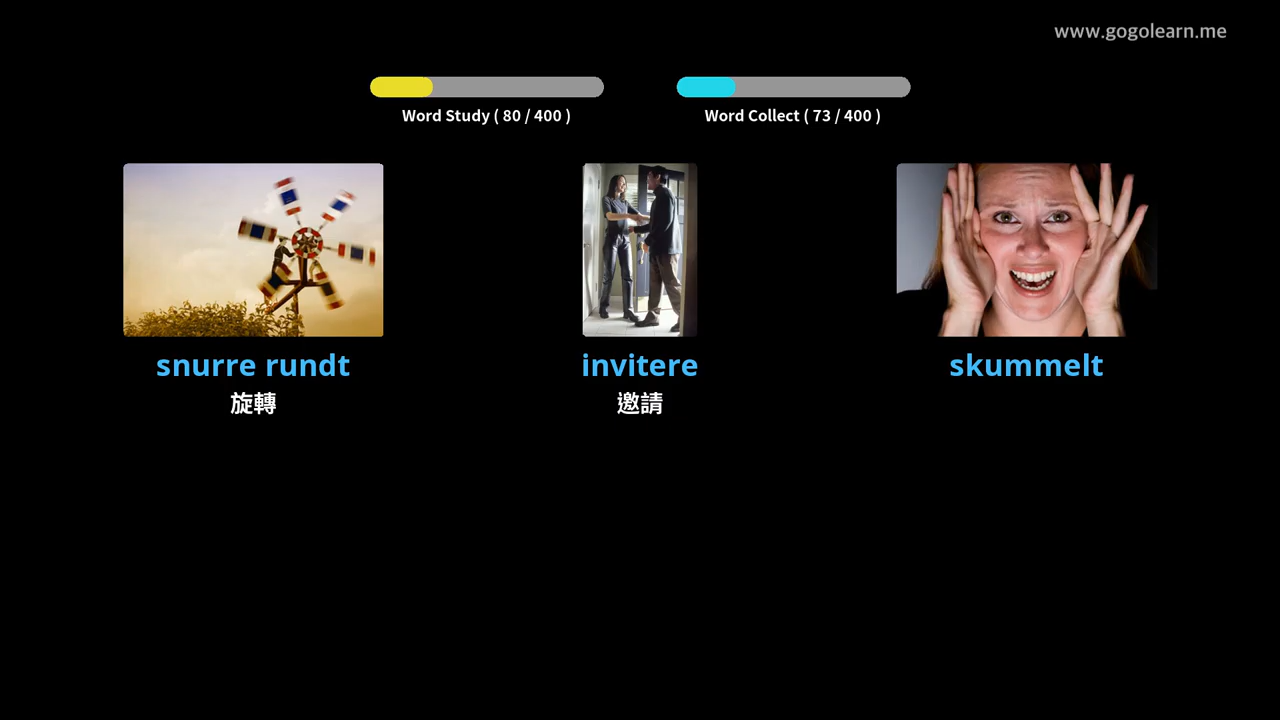 www.gogolearn.me
Word Study ( 80 / 400 )
Word Collect ( 73 / 400 )
snurre rundt
invitere
skummelt
旋轉
邀請